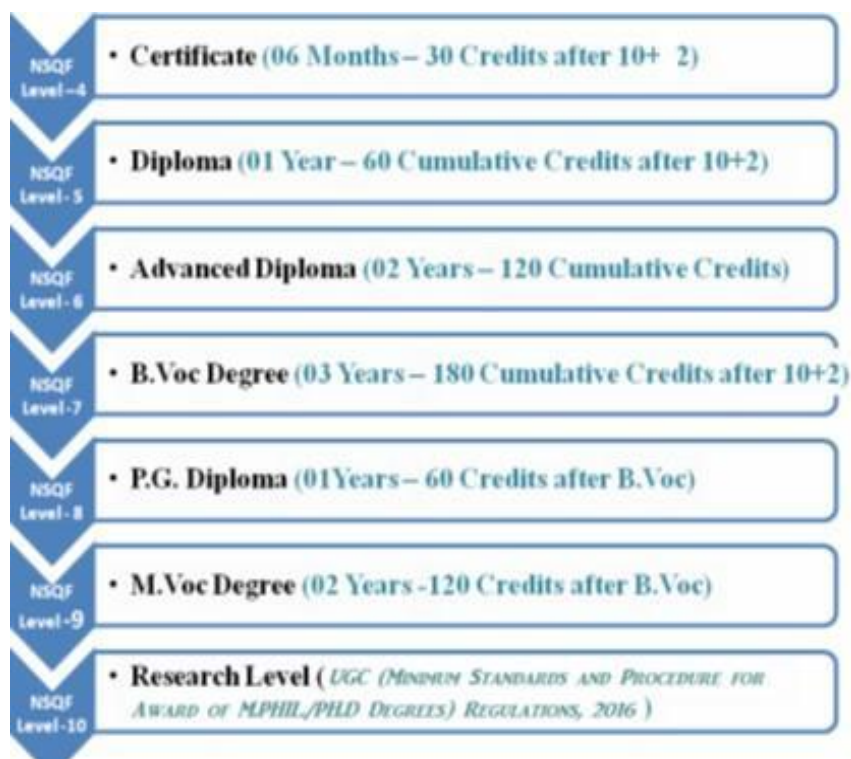 NSQF
Level-4
• Certificate (06 Months – 30 Credits after 10+ 2)
NSQF
Level-5
• Diploma (01 Year – 60 Cumulative Credits after 10+2)
NSQF
Level-6
• Advanced Diploma (02 Years – 120 Cumulative Credits)
NSQF
Level-7
• B.Voc Degree (03 Years – 180 Cumulative Credits after 10+2)
NSQF
Level-8
• P.G. Diploma (01Years – 60 Credits after B.Voc)
NSQF
Level-9
• M.Voc Degree (02 Years -120 Credits after B.Voc)
NSQF
Level-10
• Research Level ( UGC (MINIMUM STANDARDS AND PROCEDURE FOR
AWARD OF M.PHIL./PH.D DEGREES) REGULATIONS, 2016 )